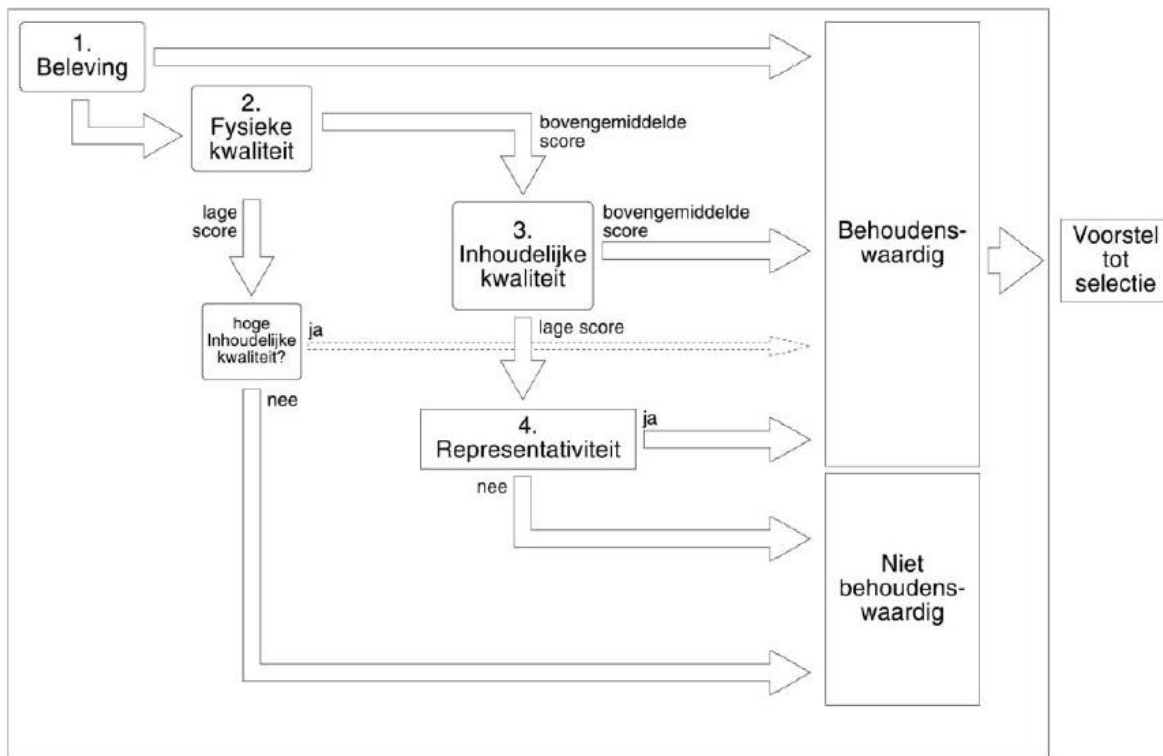 1.
Beleving
2.
Fysieke
kwaliteit
bovengemiddelde
score
lage
score
3.
Inhoudelijke
kwaliteit
bovengemiddelde
score
Behoudens-
waardig
Voorstel
tot
selectie
hoge
Inhoudelijke
kwaliteit?
ja
lage score
nee
4.
Representativiteit
ja
nee
Niet
behoudens-
waardig